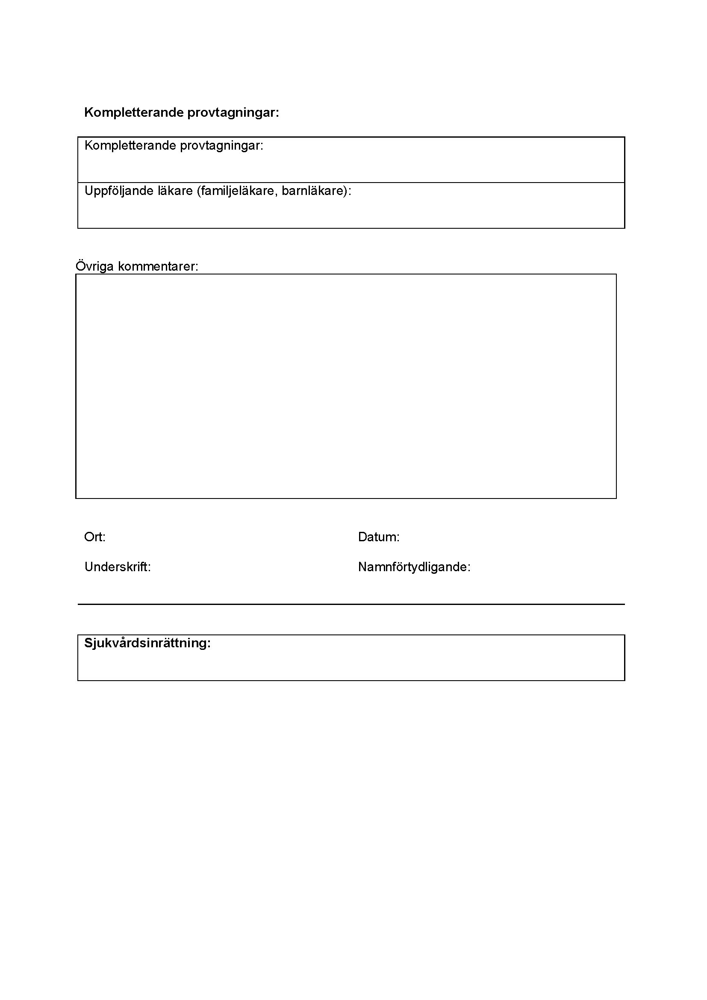 Kompletterande provtagningar:
Kompletterande provtagningar:
Uppföljande läkare (familjeläkare, barnläkare):
Övriga kommentarer:
Ort: Datum:
Underskrift: Namnförtydligande:
Sjukvårdsinrättning: